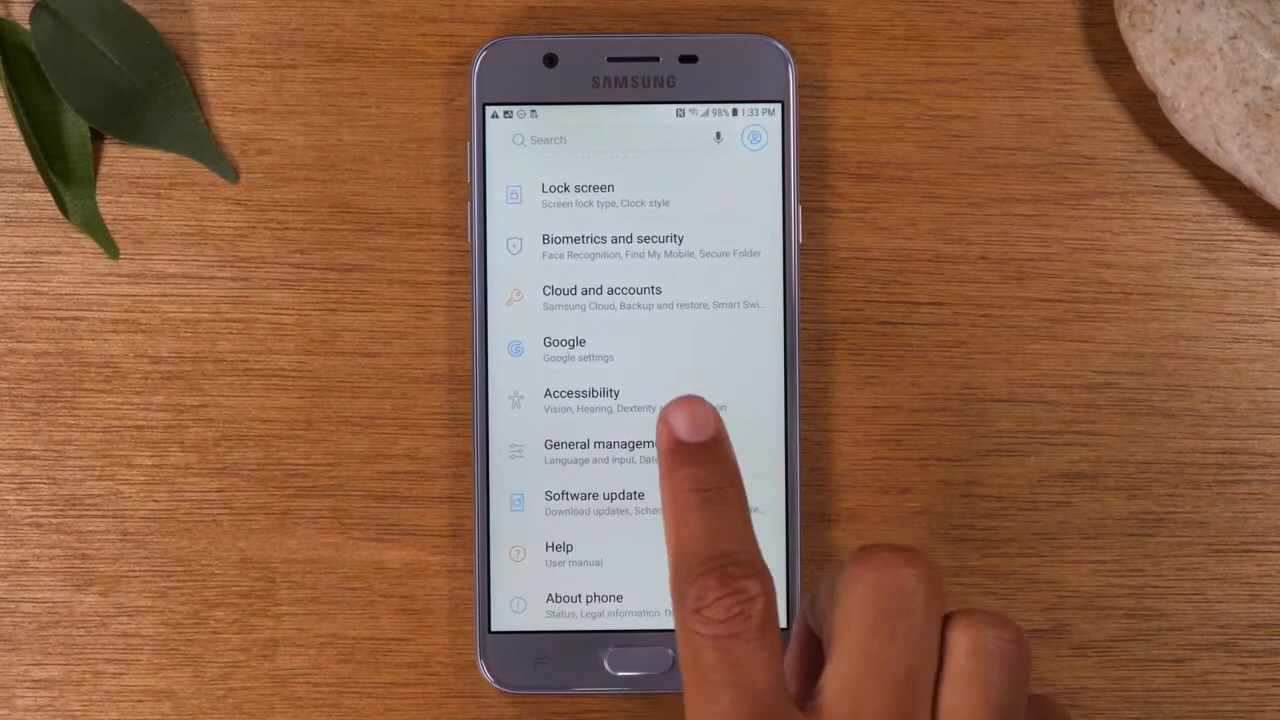 SAMSUNG
98% 1:33 PM
Search
Lock screen
Screen lock type, Clock style
Biometrics and security
Face Recognition, Find My Mobile, Secure Folder
Cloud and accounts
Samsung Cloud, Backup and restore, Smart Swi...
Google
Google settings
Accessibility
Vision, Hearing, Dexterity
General managem
Language and input, Dat
Software update
Download updates, Sche
Help
User manual
About phone
Status, Legal information, D